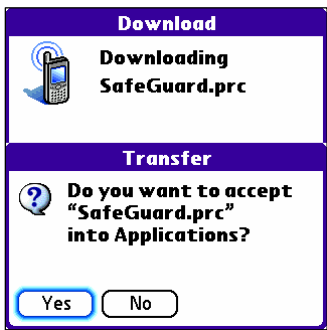 Download
Downloading
SafeGuard.prc
Transfer
Do you want to accept
“SafeGuard.prc”
into Applications?
Yes No